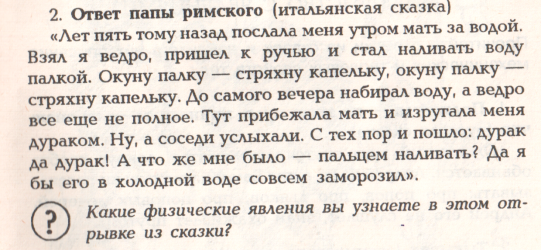 2. Ответ папы римского (итальянская сказка)
«Лет пять тому назад послала меня утром мать за водой.
Взял я ведро, пришел к ручью и стал наливать воду
палкой. Окуну палку — стряхну капельку, окуну палку —
стряхну капельку. До самого вечера набирал воду, а ведро
все еще не полное. Тут прибежала мать и изругала меня
дураком. Ну, а соседи услыхали. С тех пор и пошло: дурак
да дурак! А что же мне было — пальцем наливать? Да я
бы его в холодной воде совсем заморозил».
? Какие физические явления вы узнаете в этом от-
рывке из сказки?